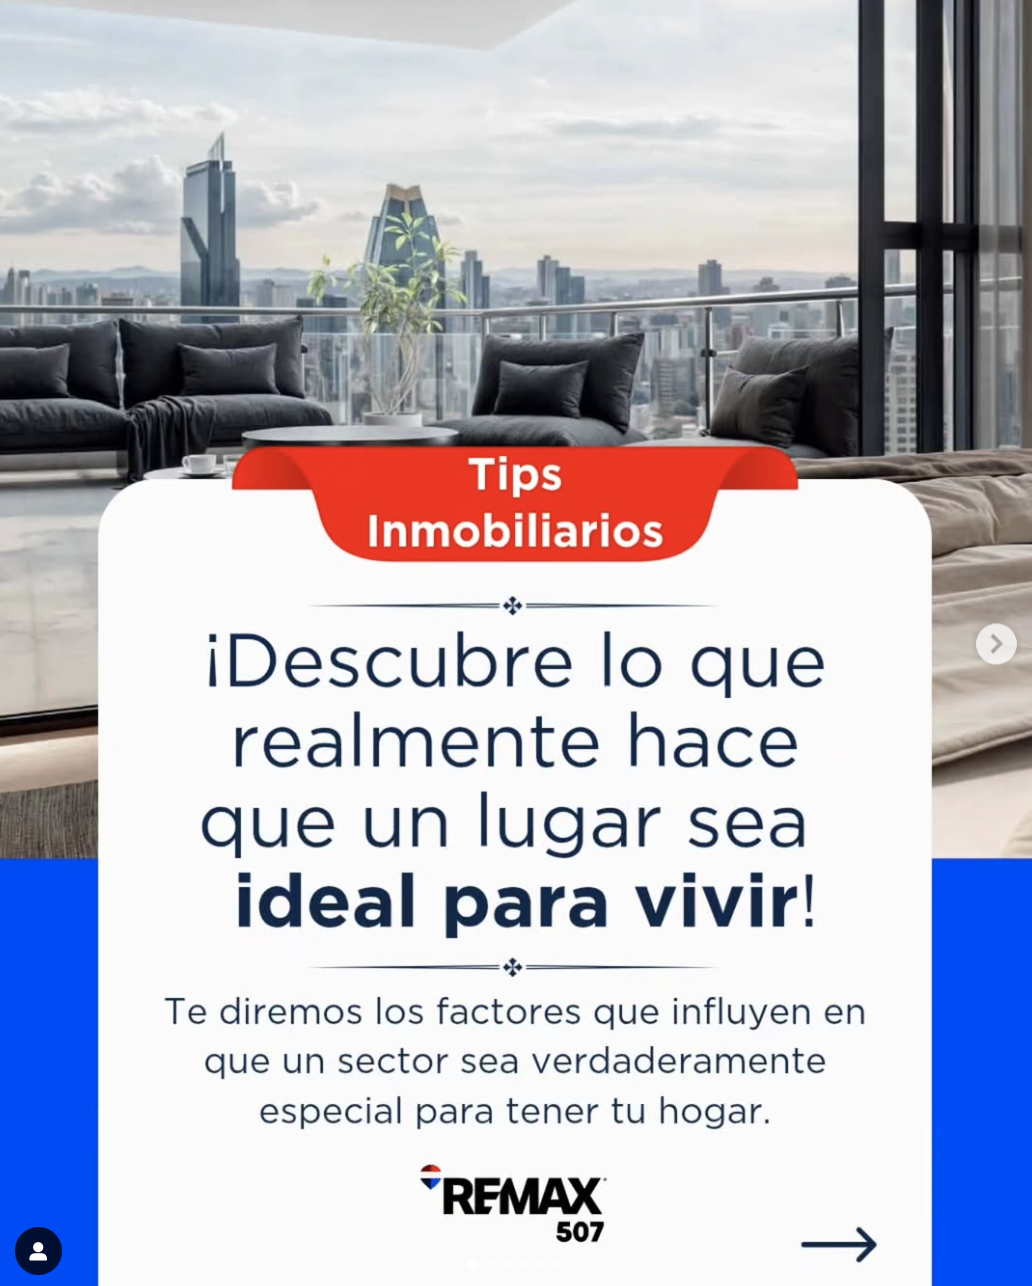 Tips
Inmobiliarios
¡Descubre lo que
realmente hace
que un lugar sea
ideal para vivir!
Te diremos los factores que influyen en
que un sector sea verdaderamente
especial para tener tu hogar.
REMAX
507